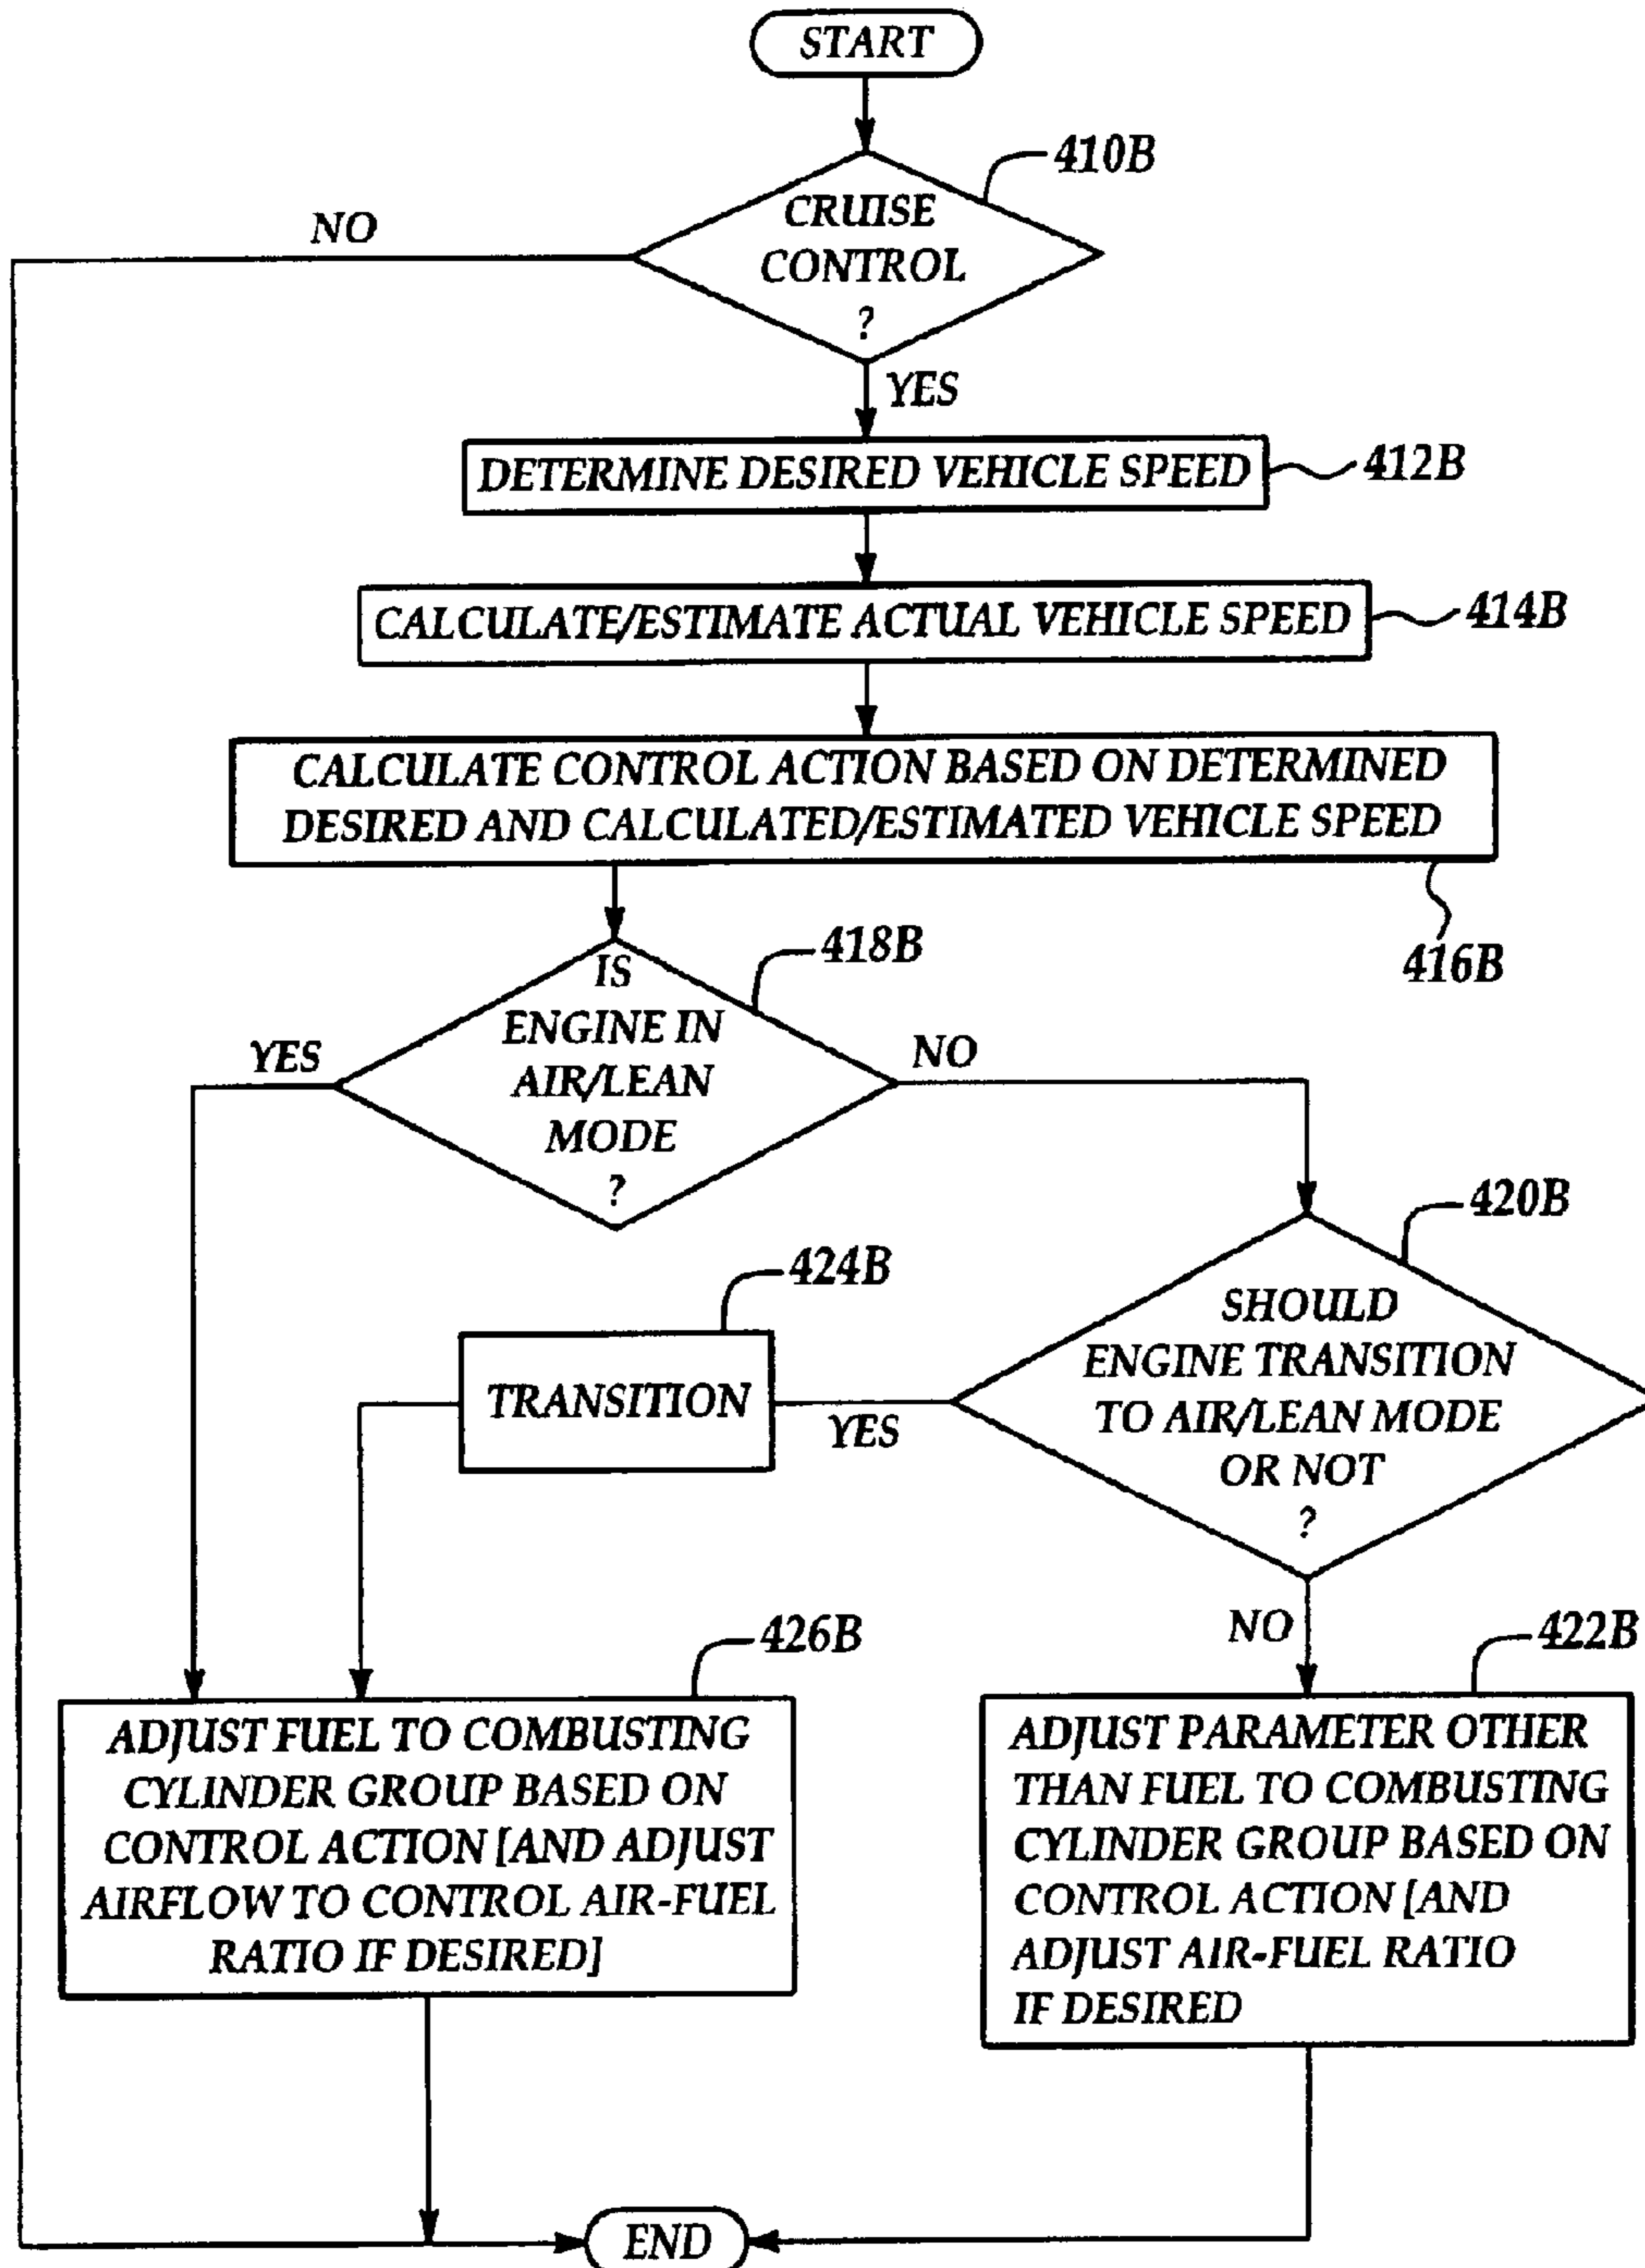 START
410B
CRUISE
CONTROL
?
NO
YES
DETERMINE DESIRED VEHICLE SPEED
412B
CALCULATE/ESTIMATE ACTUAL VEHICLE SPEED
414B
CALCULATE CONTROL ACTION BASED ON DETERMINED
DESIRED AND CALCULATED/ESTIMATED VEHICLE SPEED
416B
418B
IS
ENGINE IN
AIR/LEAN
MODE
?
YES
NO
420B
SHOULD
ENGINE TRANSITION
TO AIR/LEAN MODE
OR NOT
?
424B
TRANSITION
YES
NO
426B
ADJUST FUEL TO COMBUSTING
CYLINDER GROUP BASED ON
CONTROL ACTION [AND ADJUST
AIRFLOW TO CONTROL AIR-FUEL
RATIO IF DESIRED]
422B
ADJUST PARAMETER OTHER
THAN FUEL TO COMBUSTING
CYLINDER GROUP BASED ON
CONTROL ACTION [AND
ADJUST AIR-FUEL RATIO
IF DESIRED
END